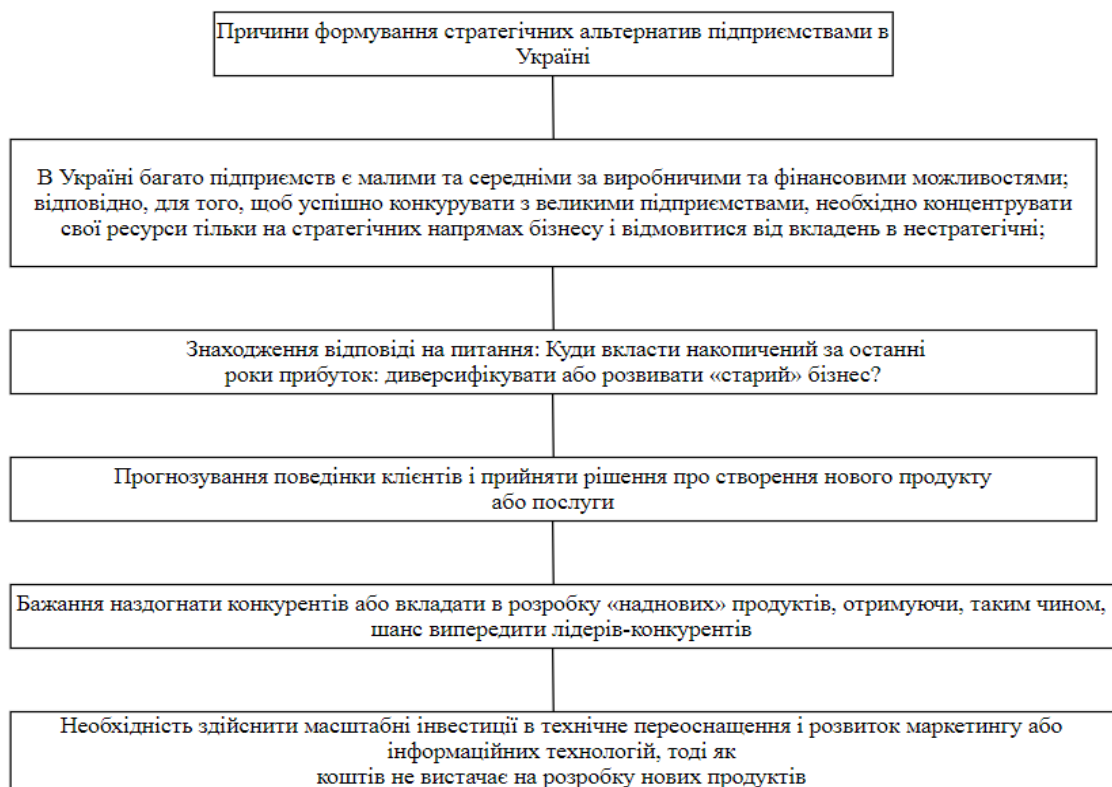 Причини формування стратегічних альтернатив підприємствами в
Україні
В Україні багато підприємств є малими та середніми за виробничими та фінансовими можливостями;
відповідно, для того, щоб успішно конкурувати з великими підприємствами, необхідно концентрувати
свої ресурси тільки на стратегічних напрямах бізнесу і відмовитися від вкладень в нестратегічні;
Знаходження відповіді на питання: Куди вкласти накопичений за останні
роки прибуток: диверсифікувати або розвивати «старий» бізнес?
Прогнозування поведінки клієнтів і прийняти рішення про створення нового продукту
або послуги
Бажання наздогнати конкурентів або вкладати в розробку «наднових» продуктів, отримуючи, таким чином,
шанс випередити лідерів-конкурентів
Необхідність здійснити масштабні інвестиції в технічне переоснащення і розвиток маркетингу або
інформаційних технологій, тоді як
коштів не вистачає на розробку нових продуктів